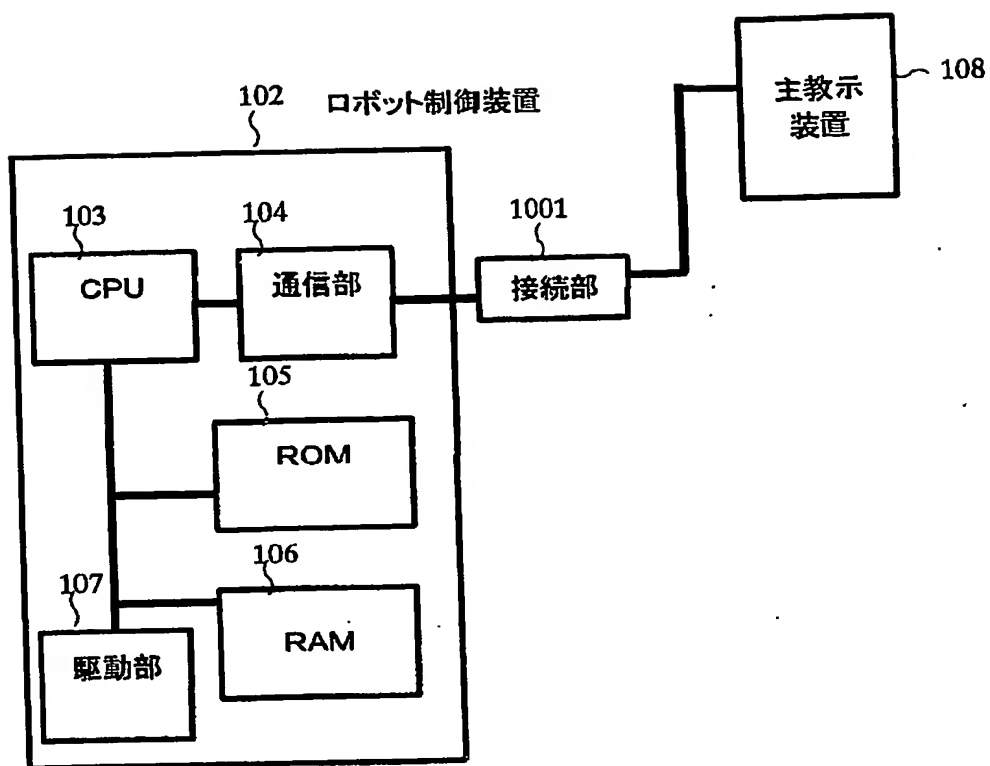 102
ロボット制御装置
主教示
装置
108
103
CPU
104
通信部
1001
接続部
105
ROM
106
RAM
107
駆動部